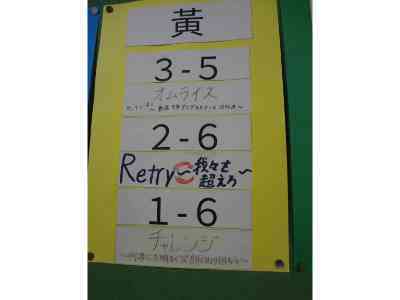 黃
3-5
オムライス
2-6
Retry～我々を
超えろ～
1-6
チャレンジ